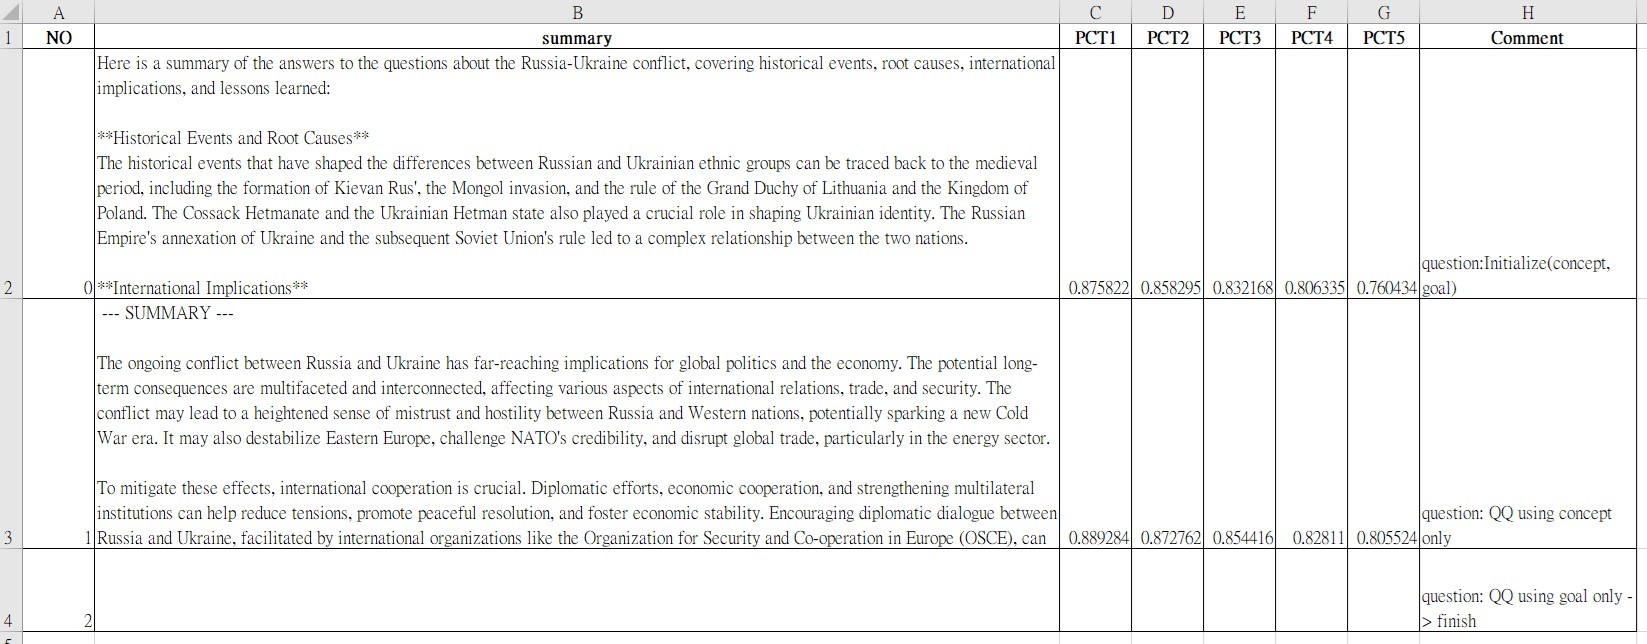 A B C D E F G H
1 NO summary PCT1 PCT2 PCT3 PCT4 PCT5 Comment
Here is a summary of the answers to the questions about the Russia-Ukraine conflict, covering historical events, root causes, international
implications, and lessons learned:
**Historical Events and Root Causes**
The historical events that have shaped the differences between Russian and Ukrainian ethnic groups can be traced back to the medieval
period, including the formation of Kievan Rus', the Mongol invasion, and the rule of the Grand Duchy of Lithuania and the Kingdom of
Poland. The Cossack Hetmanate and the Ukrainian Hetman state also played a crucial role in shaping Ukrainian identity. The Russian
Empire's annexation of Ukraine and the subsequent Soviet Union's rule led to a complex relationship between the two nations.
question:Initialize(concept,
2 0 **International Implications** 0.875822 0.858295 0.832168 0.806335 0.760434 goal)
--- SUMMARY ---
The ongoing conflict between Russia and Ukraine has far-reaching implications for global politics and the economy. The potential long-
term consequences are multifaceted and interconnected, affecting various aspects of international relations, trade, and security. The
conflict may lead to a heightened sense of mistrust and hostility between Russia and Western nations, potentially sparking a new Cold
War era. It may also destabilize Eastern Europe, challenge NATO's credibility, and disrupt global trade, particularly in the energy sector.
To mitigate these effects, international cooperation is crucial. Diplomatic efforts, economic cooperation, and strengthening multilateral
institutions can help reduce tensions, promote peaceful resolution, and foster economic stability. Encouraging diplomatic dialogue between question: QQ using concept
3 1 Russia and Ukraine, facilitated by international organizations like the Organization for Security and Co-operation in Europe (OSCE), can 0.889284 0.872762 0.854416 0.82811 0.805524 only
question: QQ using goal only -
4 2 > finish